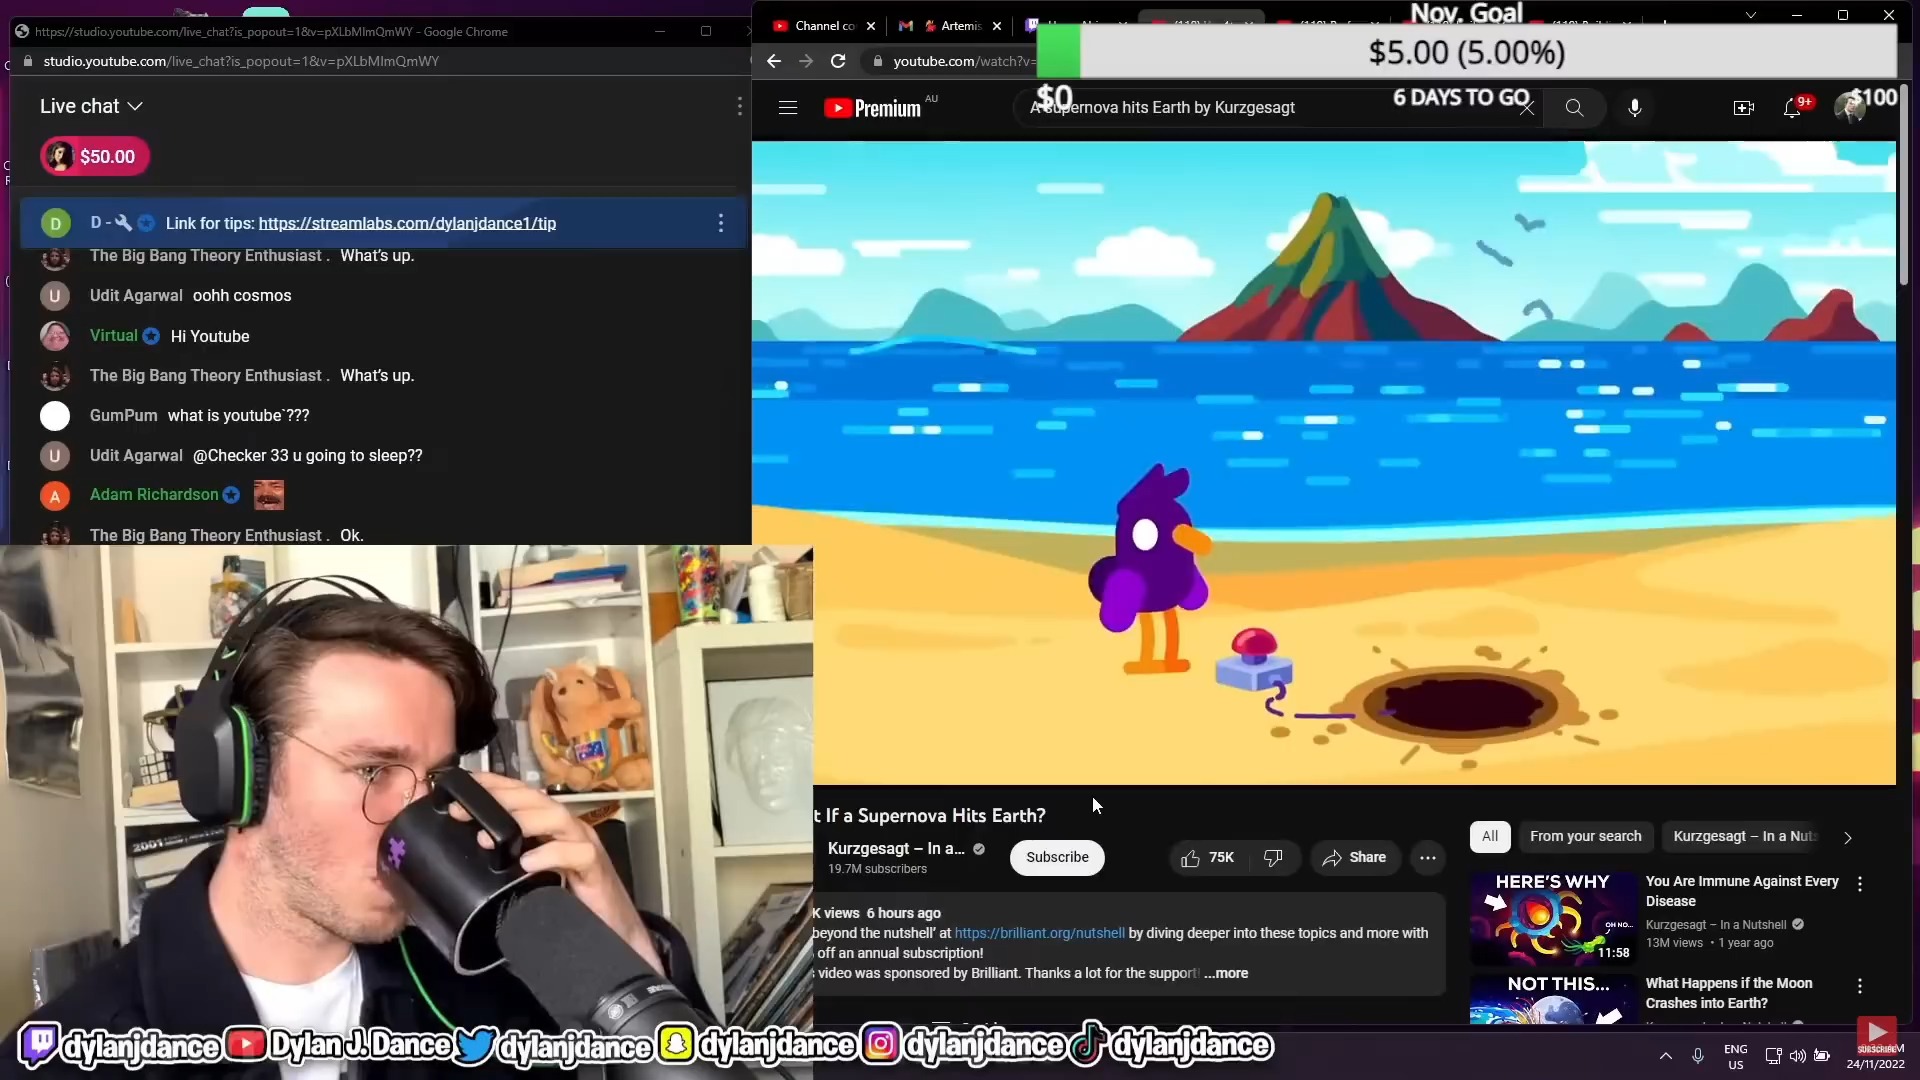 https://studio.youtube.com/live_chat?is_popout=1&v=pXLbMlmQmWY - Google Chrome
studio.youtube.com/live_chat?is_popout=1&v=pXLbMlmQmWY
Live chat
$50.00
D - Link for tips: https://streamlabs.com/dylanjdance1/tip
The Big Bang Theory Enthusiast . What's up.
U Udit Agarwal oohh cosmos
Virtual Hi Youtube
The Big Bang Theory Enthusiast . What's up.
GumPum what is youtube`???
U Udit Agarwal @Checker 33 u going to sleep??
A Adam Richardson
The Big Bang Theory Enthusiast . Ok.
Channel co
Artemis
Nov. Goal
$5.00 (5.00%)
$0
6 DAYS TO GO
$100
youtube.com/watch?v=
Premium AU
A supernova hits Earth by Kurzgesagt
9+
t If a Supernova Hits Earth?
Kurzgesagt – In a...
19.7M subscribers
Subscribe
75K
Share
K views 6 hours ago
beyond the nutshell' at https://brilliant.org/nutshell by diving deeper into these topics and more with
off an annual subscription!
video was sponsored by Brilliant. Thanks a lot for the support! ...more
All
From your search
Kurzgesagt – In a Nuts
HERE'S WHY
OH NO...
11:58
You Are Immune Against Every
Disease
Kurzgesagt – In a Nutshell
13M views • 1 year ago
NOT THIS...
What Happens if the Moon
Crashes into Earth?
2001
dylanjdance
Dylan J. Dance
dylanjdance
dylanjdance
dylanjdance
dylanjdance
ENG
US
SUBSCRIBE
24/11/2022